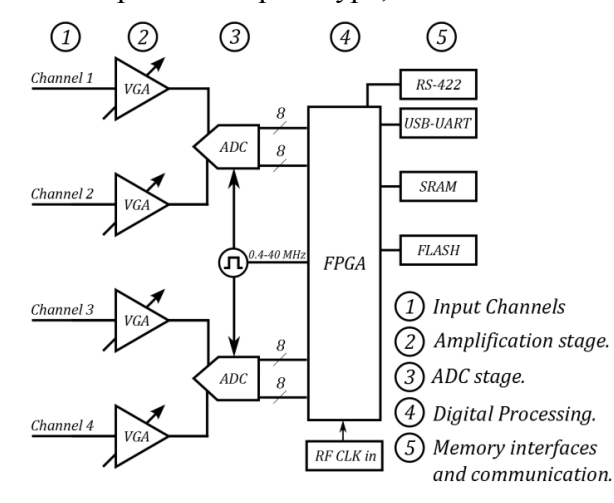 1 2 3 4 5
Channel 1
VGA
ADC
8
8
Channel 2
VGA
0.4-40 MHz
FPGA
RS-422
USB-UART
SRAM
FLASH
Channel 3
VGA
ADC
8
8
Channel 4
VGA
RF CLK in
1 Input Channels
2 Amplification stage.
3 ADC stage.
4 Digital Processing.
5 Memory interfaces
and communication.